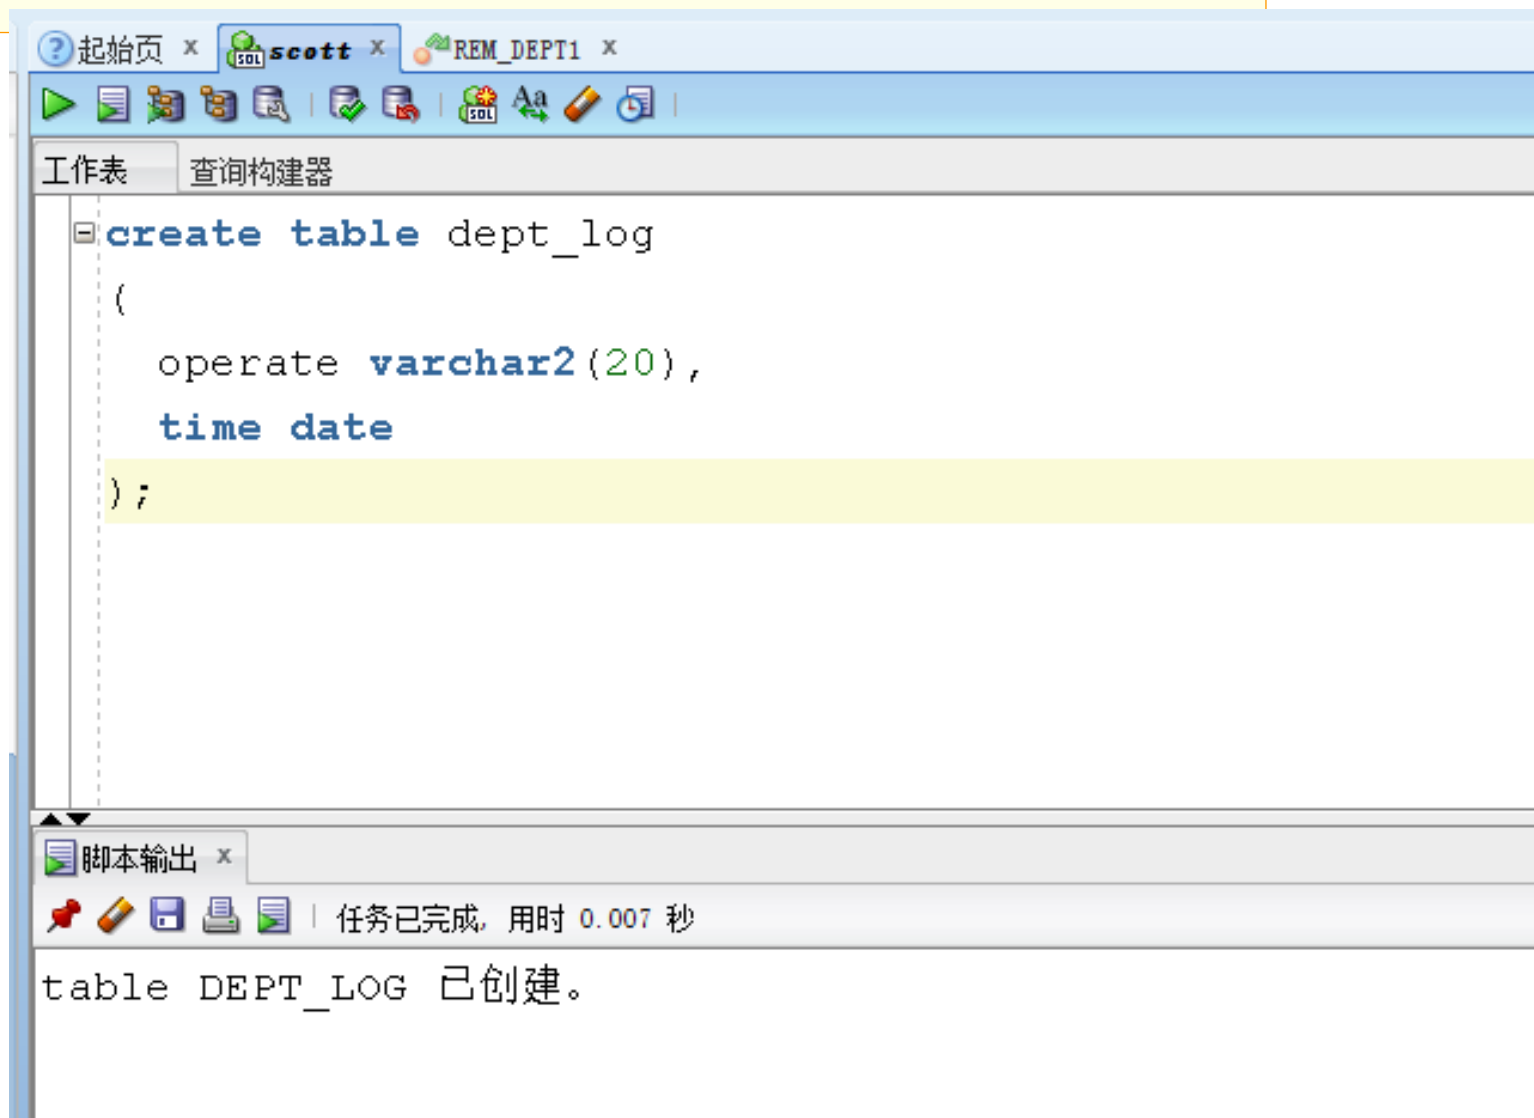 起始页 scott REM_DEPT1
工作表 查询构建器
create table dept_log
(
operate varchar2(20),
time date
);
脚本输出
任务已完成, 用时 0.007 秒
table DEPT_LOG 已创建。